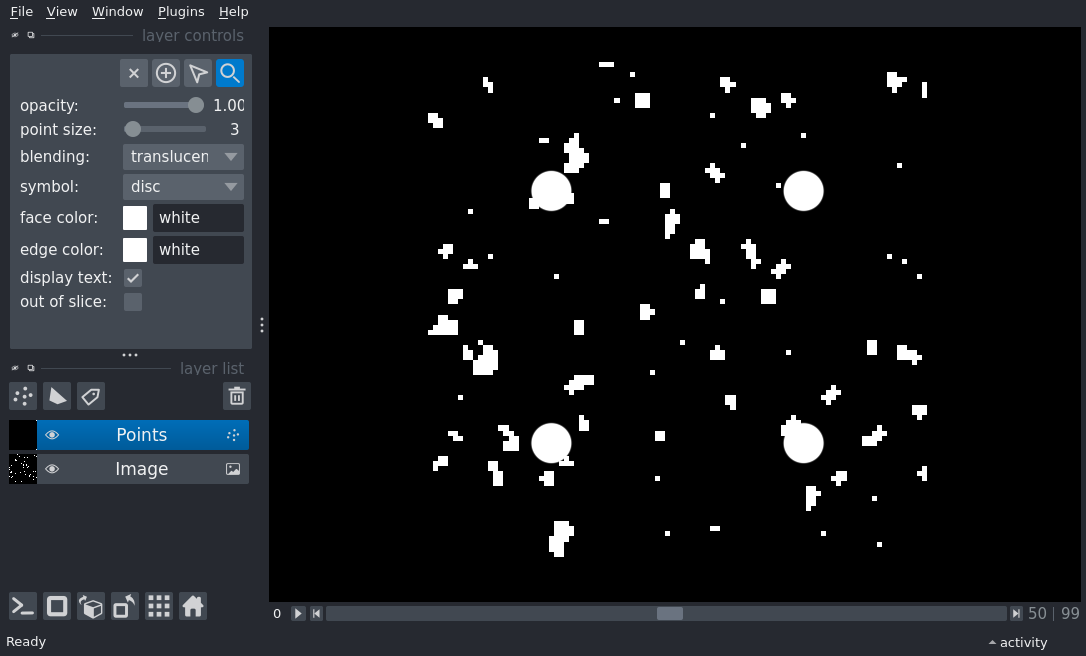 File View Window Plugins Help
layer controls
opacity: 1.00
point size: 3
blending: translucen
symbol: disc
face color: white
edge color: white
display text:
out of slice:
layer list
Points
Image
0 50 | 99
Ready activity